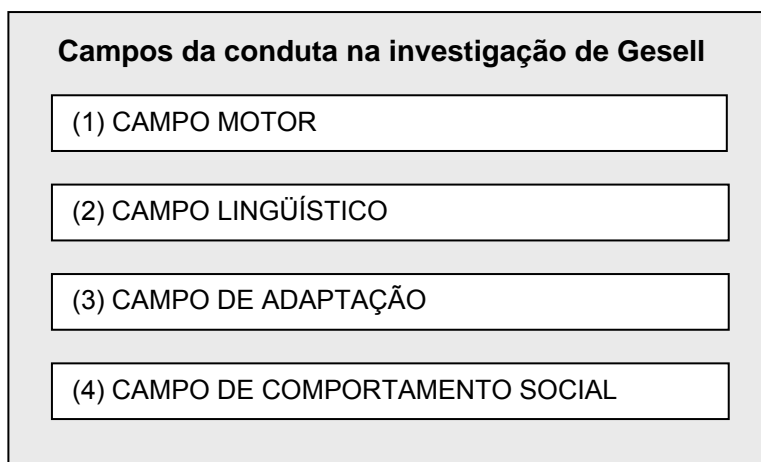 Campos da conduta na investigação de Gesell
(1) CAMPO MOTOR
(2) CAMPO LINGÜÍSTICO
(3) CAMPO DE ADAPTAÇÃO
(4) CAMPO DE COMPORTAMENTO SOCIAL